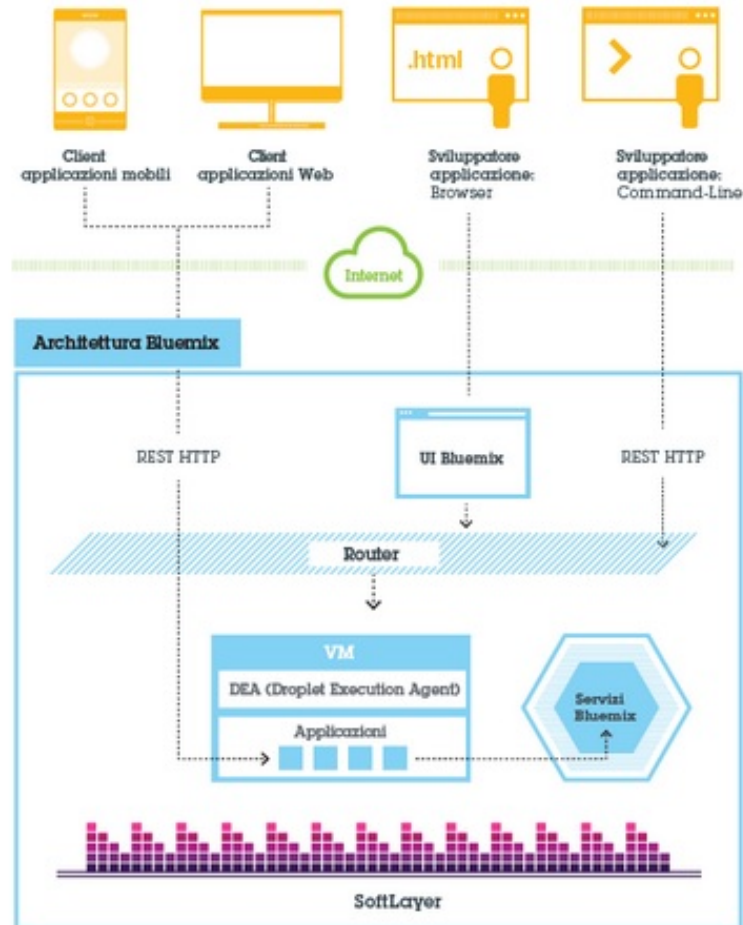 .html
Client
applicazioni mobili
Client
applicazioni Web
Sviluppatore
applicazione:
Browser
Sviluppatore
applicazione:
Command-Line
Internet
Architettura Bluemix
REST HTTP
UI Bluemix
REST HTTP
Router
VM
DEA (Droplet Execution Agent)
Applicazioni
Servizi
Bluemix
SoftLayer